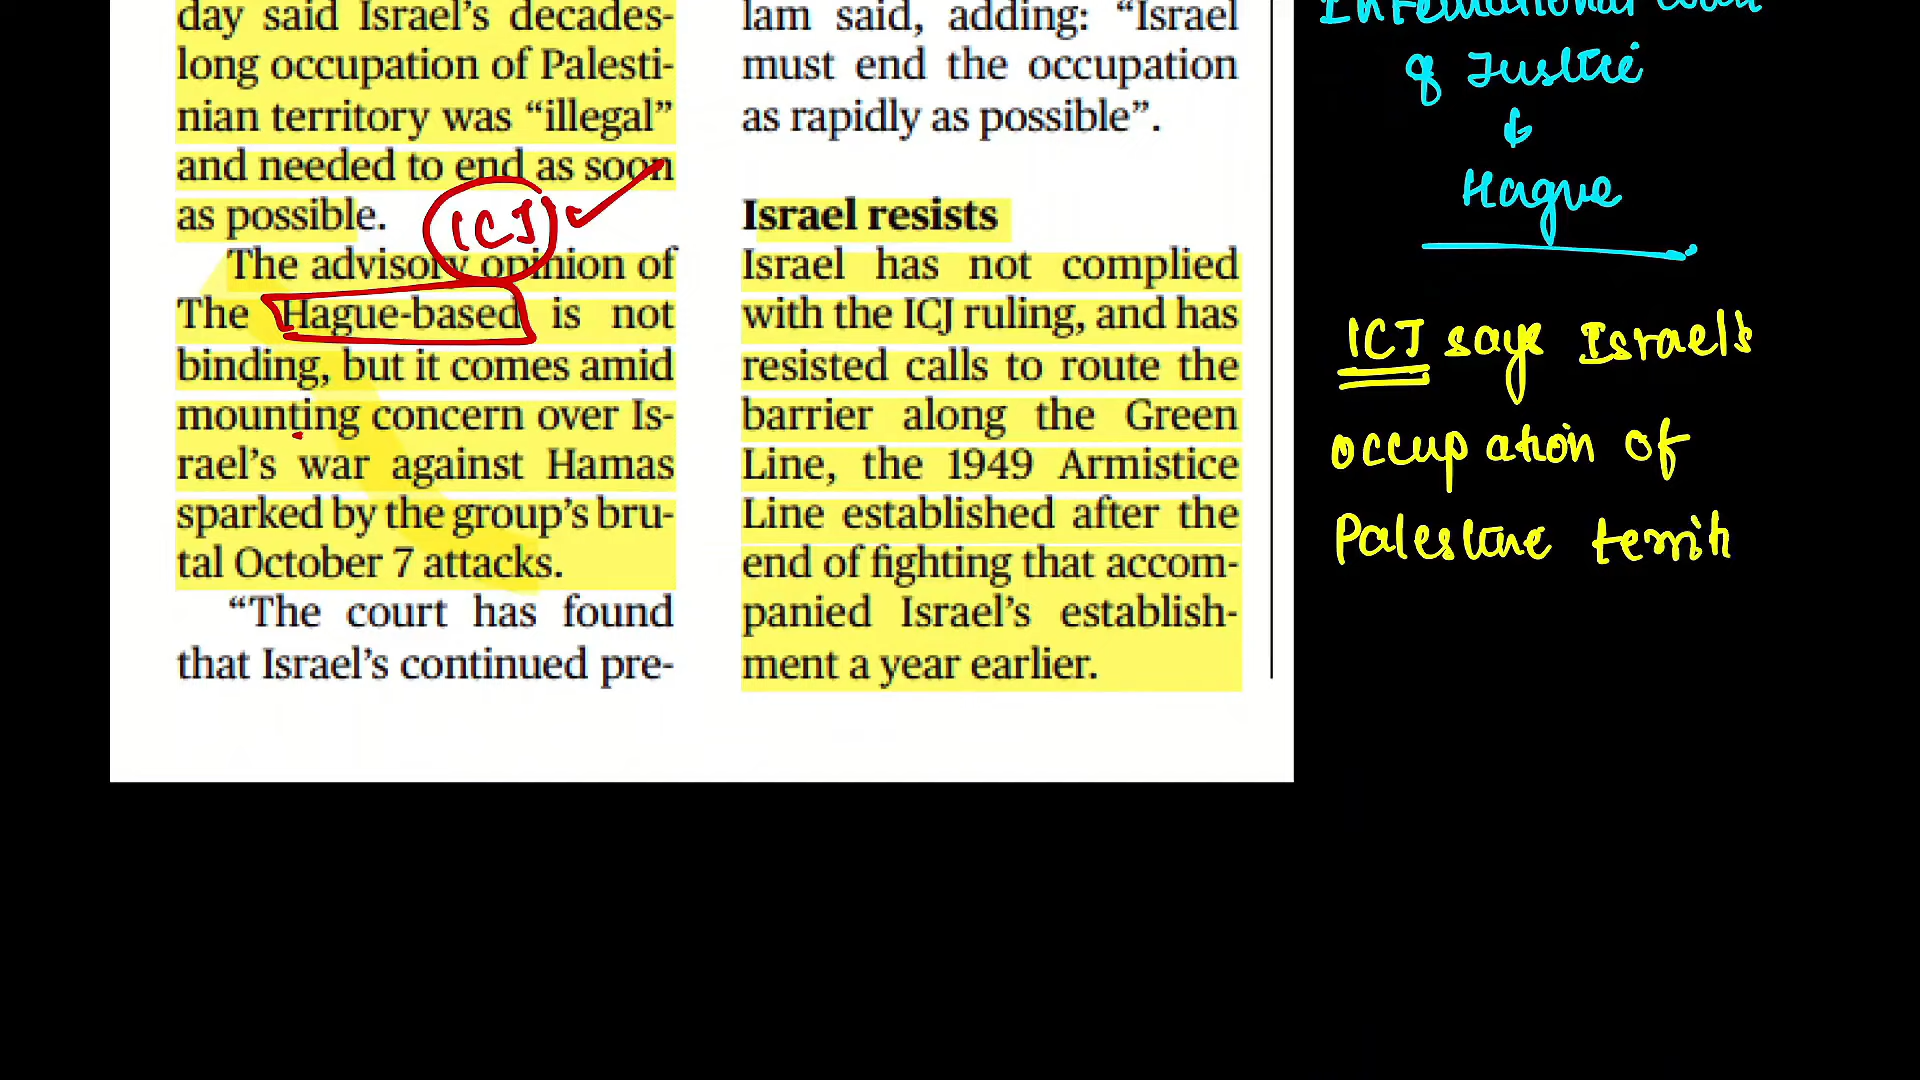 day said Israel’s decades-
long occupation of Palesti-
nian territory was “illegal”
and needed to end as soon
as possible.
ICJ
The advisory opinion of
The Hague-based is not
binding, but it comes amid
mounting concern over Is-
rael’s war against Hamas
sparked by the group’s bru-
tal October 7 attacks.
“The court has found
that Israel’s continued pre-
lam said, adding: “Israel
must end the occupation
as rapidly as possible”.
Israel resists
Israel has not complied
with the ICJ ruling, and has
resisted calls to route the
barrier along the Green
Line, the 1949 Armistice
Line established after the
end of fighting that accom-
panied Israel’s establish-
ment a year earlier.
International Court
of Justice
Hague
ICJ says Israel's
occupation of
Palestine territ